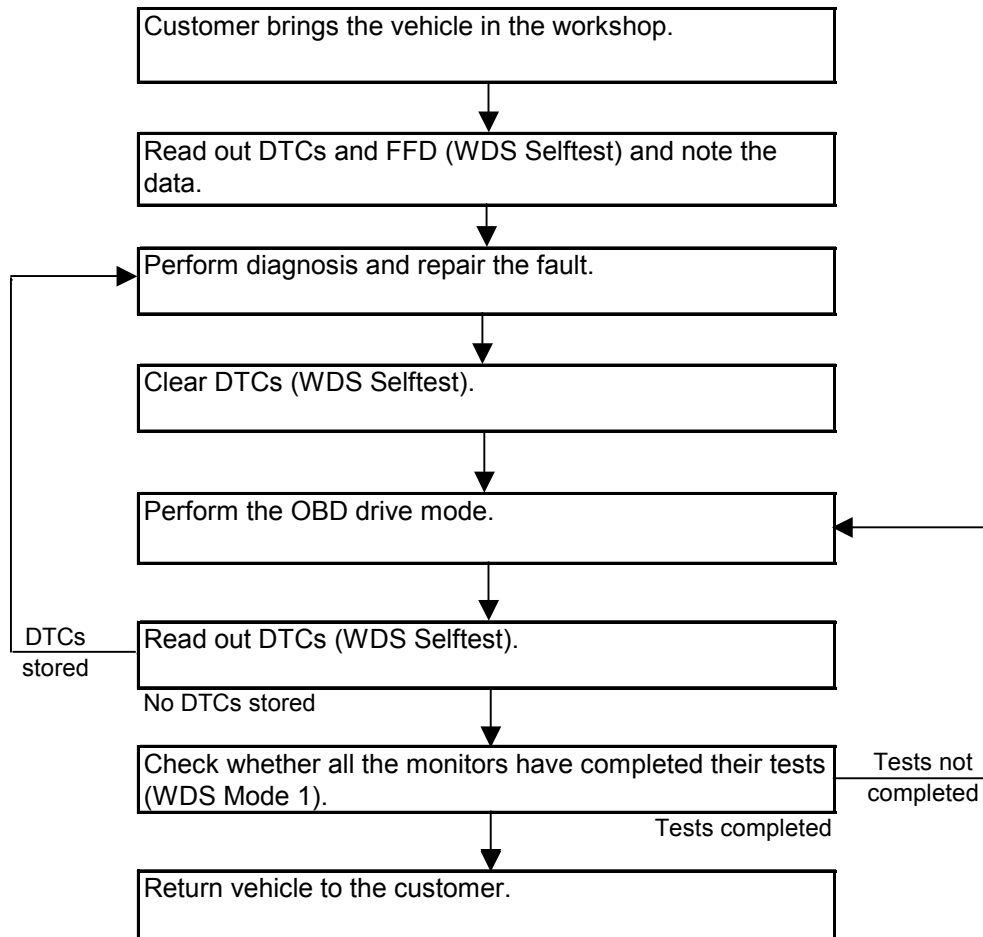 Customer brings the vehicle in the workshop.
Read out DTCs and FFD (WDS Selftest) and note the
data.
Perform diagnosis and repair the fault.
Clear DTCs (WDS Selftest).
Perform the OBD drive mode.
DTCs
stored
Read out DTCs (WDS Selftest).
No DTCs stored
Check whether all the monitors have completed their tests
(WDS Mode 1).
Tests not
completed
Tests completed
Return vehicle to the customer.